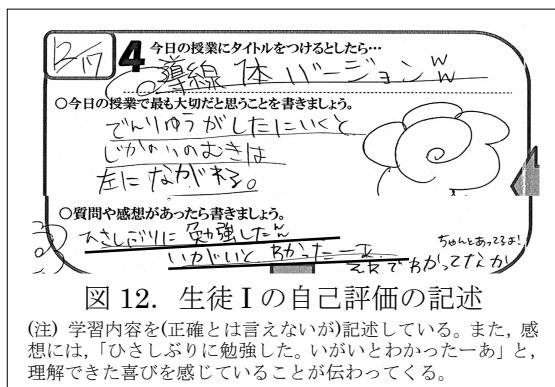 12/17
4 今日の授業にタイトルをつけるとしたら…
導線 体 バージョン ww
○今日の授業で最も大切だと思うことを書きましょう。
でんりゅうがしたにいくと
じかいのむきは
左にながれる。
○質問や感想があったら書きましょう。
ひさしぶりに勉強したん
いがいとわかったーあ
ちゃんとあってるよ!
図 12. 生徒 I の自己評価の記述
(注) 学習内容を(正確とは言えないが)記述している。また、感
想には、「ひさしぶりに勉強した。いがいとわかったーあ」と、
理解できた喜びを感じていることが伝わってくる。